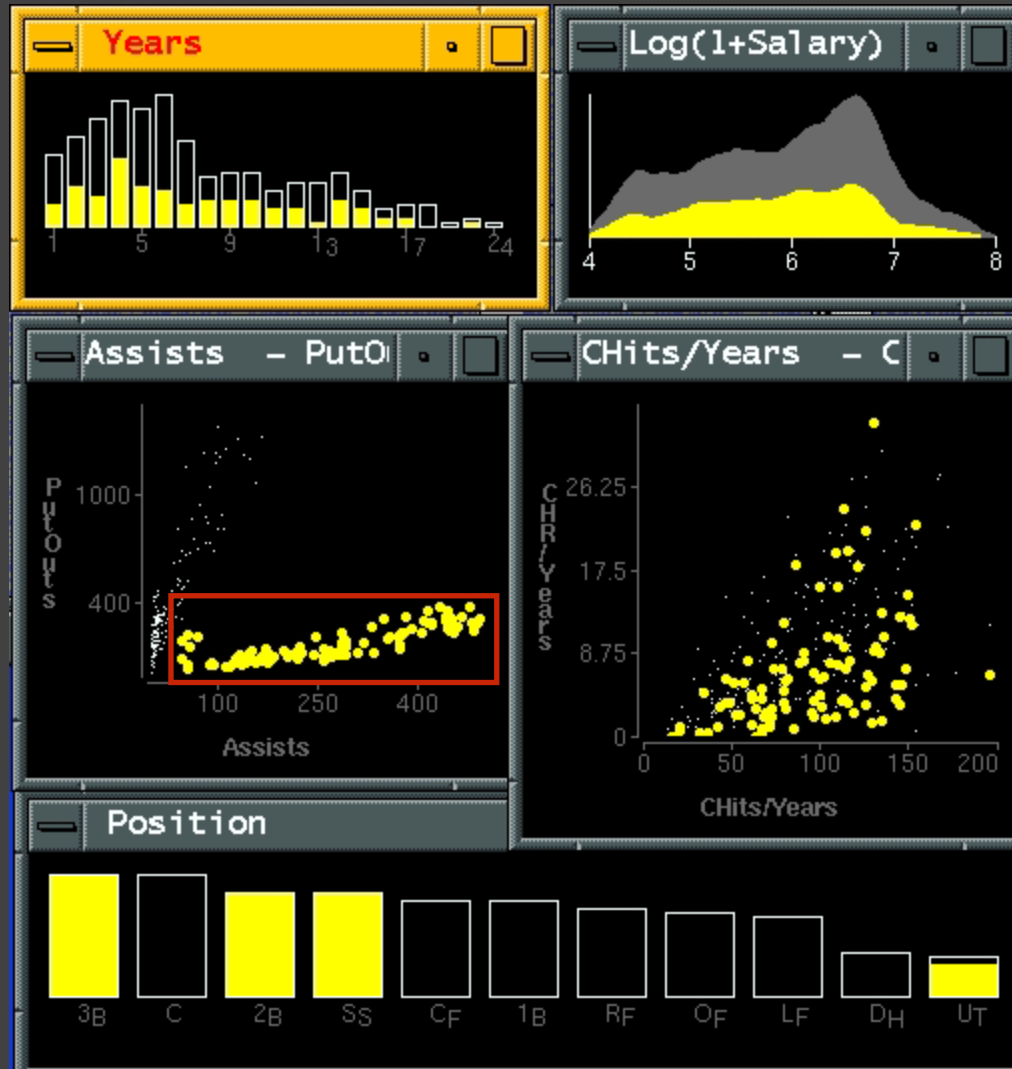 Years
1 5 9 13 17 24
Log(1+Salary)
4 5 6 7 8
Assists - PutO
PutOuts
1000
400
100 250 400
Assists
CHits/Years - C
CHR/Years
26.25
17.5
8.75
0
0 50 100 150 200
CHits/Years
Position
3B C 2B SS CF 1B RF OF LF DH UT